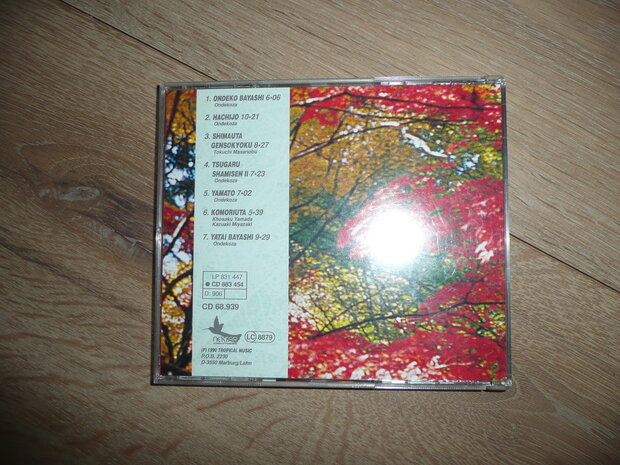 1. ONDEKO BAYASHI 6-06
Ondekoza
2. HACHIJO 10-21
Ondekoza
3. SHIMAUTA
GENSOKYOKU 8-27
Tokuchi Masanobu
4. TSUGARU
SHAMISEN II 7-23
Ondekoza
5. YAMATO 7-02
Ondekoza
6. KOMORIUTA 5-39
Khosaku Yamada
Kazuaki Miyazaki
7. YATAI BAYASHI 9-29
Ondekoza
LP 831 447
● CD 883 454
D: 906
CD 68.939
LC 8879
(P) 1990 TROPICAL MUSIC
P.O.B. 2230
D-3550 Marburg/Lahn